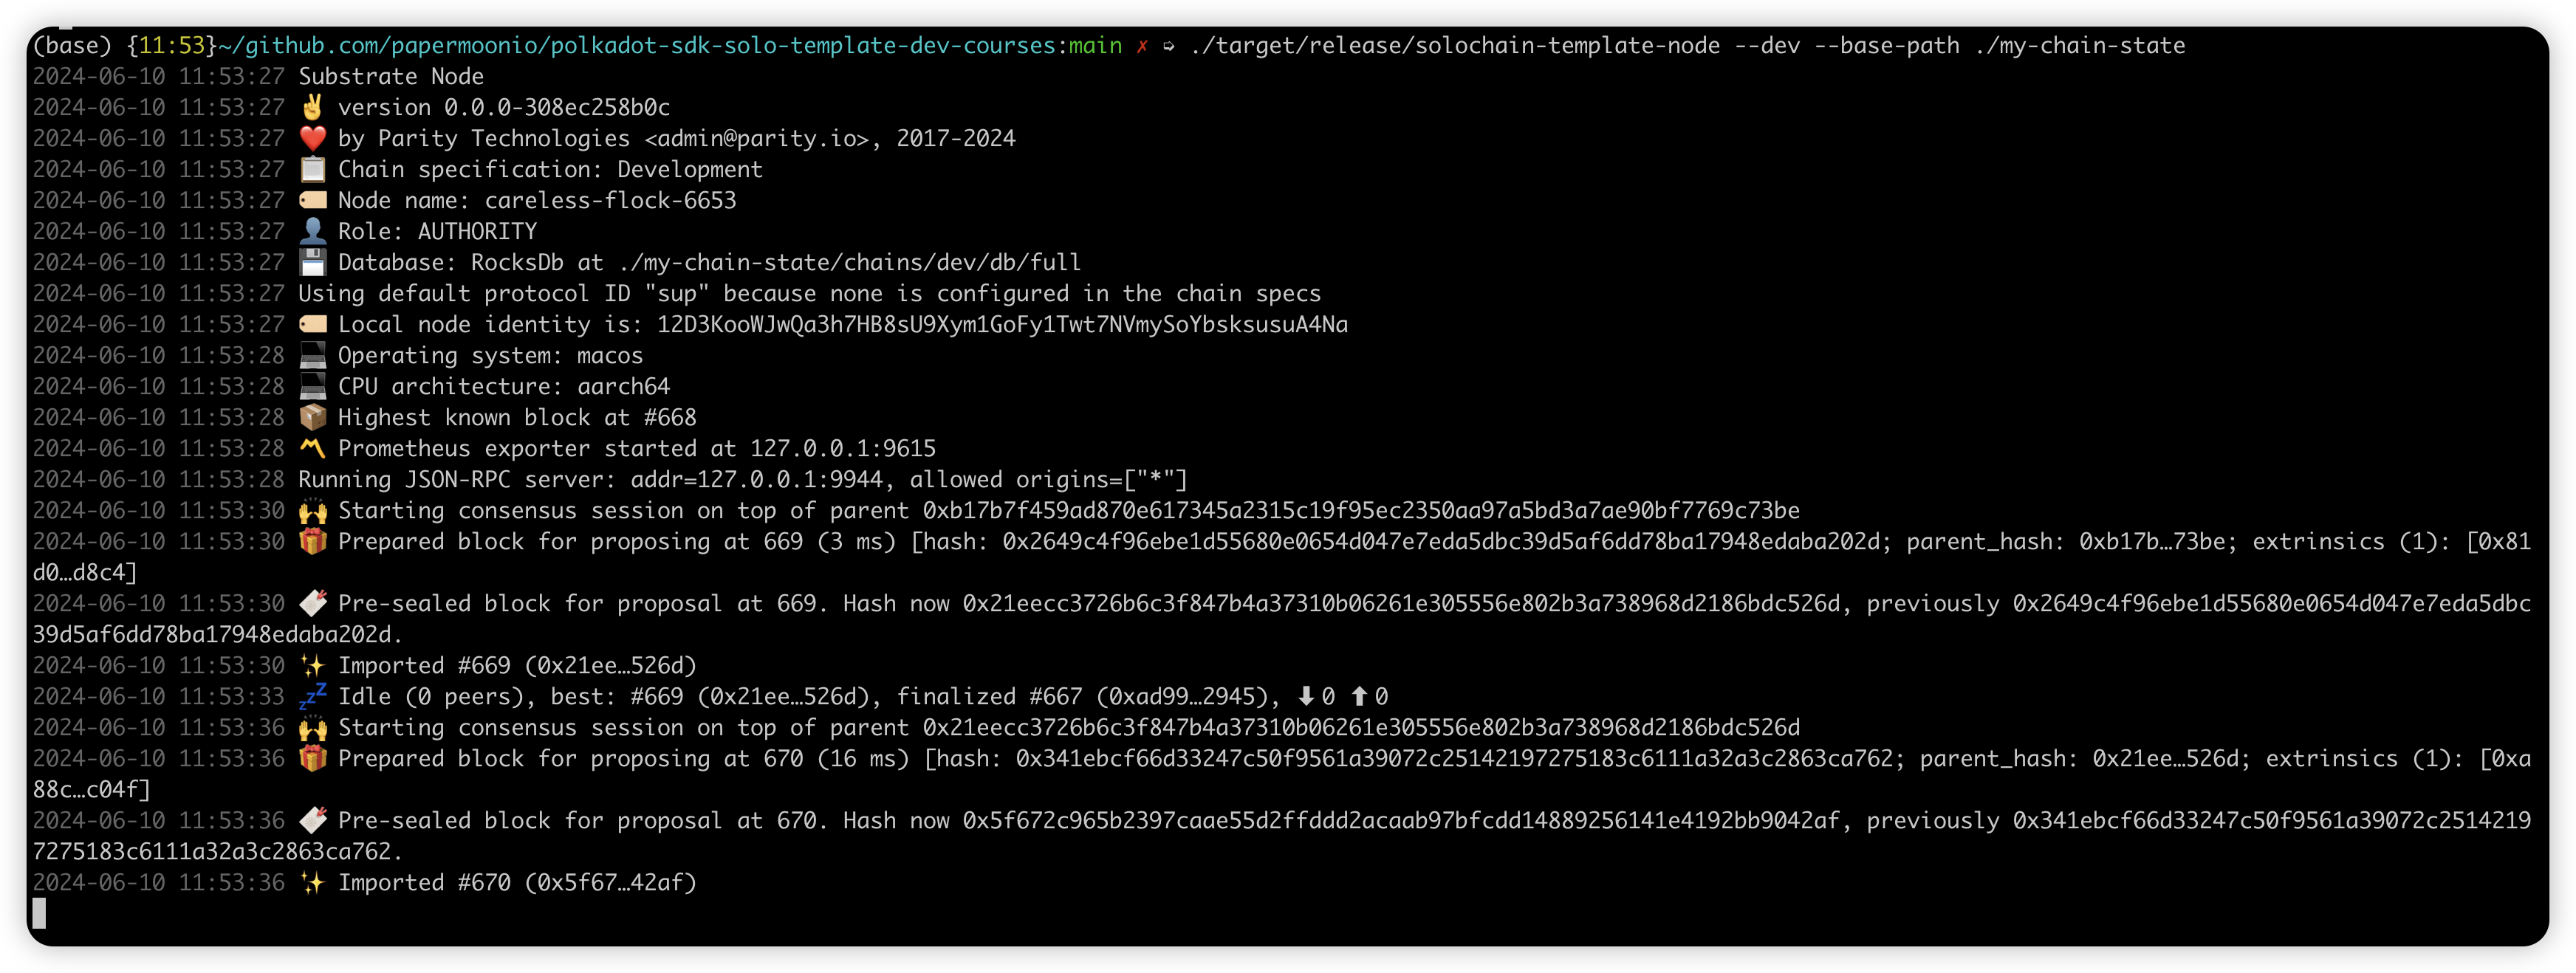 (base) {11:53}~/github.com/papermoonio/polkadot-sdk-solo-template-dev-courses:main ✗ ➭ ./target/release/solochain-template-node --dev --base-path ./my-chain-state
2024-06-10 11:53:27 Substrate Node
2024-06-10 11:53:27 ✌️ version 0.0.0-308ec258b0c
2024-06-10 11:53:27 ❤️ by Parity Technologies <admin@parity.io>, 2017-2024
2024-06-10 11:53:27 📋 Chain specification: Development
2024-06-10 11:53:27 🏷 Node name: careless-flock-6653
2024-06-10 11:53:27 👤 Role: AUTHORITY
2024-06-10 11:53:27 💾 Database: RocksDb at ./my-chain-state/chains/dev/db/full
2024-06-10 11:53:27 Using default protocol ID "sup" because none is configured in the chain specs
2024-06-10 11:53:27 🏷 Local node identity is: 12D3KooWJwQa3h7HB8sU9Xym1GoFy1Twt7NVmySoYbsksusuA4Na
2024-06-10 11:53:28 💻 Operating system: macos
2024-06-10 11:53:28 💻 CPU architecture: aarch64
2024-06-10 11:53:28 📦 Highest known block at #668
2024-06-10 11:53:28 〽️ Prometheus exporter started at 127.0.0.1:9615
2024-06-10 11:53:28 Running JSON-RPC server: addr=127.0.0.1:9944, allowed origins=["*"]
2024-06-10 11:53:30 🙌 Starting consensus session on top of parent 0xb17b7f459ad870e617345a2315c19f95ec2350aa97a5bd3a7ae90bf7769c73be
2024-06-10 11:53:30 🎁 Prepared block for proposing at 669 (3 ms) [hash: 0x2649c4f96ebe1d55680e0654d047e7eda5dbc39d5af6dd78ba17948edaba202d; parent_hash: 0xb17b…73be; extrinsics (1): [0x81
d0…d8c4]
2024-06-10 11:53:30 🔖 Pre-sealed block for proposal at 669. Hash now 0x21eecc3726b6c3f847b4a37310b06261e305556e802b3a738968d2186bdc526d, previously 0x2649c4f96ebe1d55680e0654d047e7eda5dbc
39d5af6dd78ba17948edaba202d.
2024-06-10 11:53:30 ✨ Imported #669 (0x21ee…526d)
2024-06-10 11:53:33 💤 Idle (0 peers), best: #669 (0x21ee…526d), finalized #667 (0xad99…2945), ⬇ 0 ⬆ 0
2024-06-10 11:53:36 🙌 Starting consensus session on top of parent 0x21eecc3726b6c3f847b4a37310b06261e305556e802b3a738968d2186bdc526d
2024-06-10 11:53:36 🎁 Prepared block for proposing at 670 (16 ms) [hash: 0x341ebcf66d33247c50f9561a39072c25142197275183c6111a32a3c2863ca762; parent_hash: 0x21ee…526d; extrinsics (1): [0xa
88c…c04f]
2024-06-10 11:53:36 🔖 Pre-sealed block for proposal at 670. Hash now 0x5f672c965b2397caae55d2ffddd2acaab97bfcdd14889256141e4192bb9042af, previously 0x341ebcf66d33247c50f9561a39072c2514219
7275183c6111a32a3c2863ca762.
2024-06-10 11:53:36 ✨ Imported #670 (0x5f67…42af)